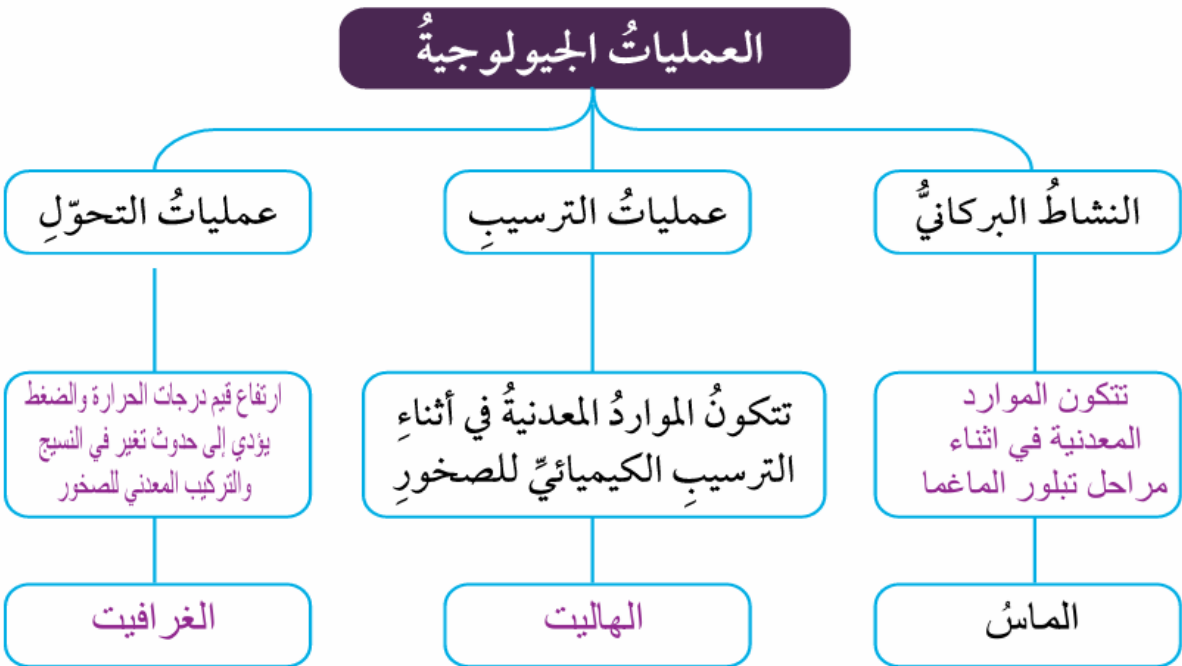 العملياتُ الجيولوجيةُ
النشاطُ البركانيُّ
عملياتُ الترسيبِ
عملياتُ التحوّلِ
تتكون الموارد
المعدنية في اثناء
مراحل تبلور الماغما
تتكونُ المواردُ المعدنيةُ في أثناءِ
الترسيبِ الكيميائيِّ للصخورِ
ارتفاع قيم درجات الحرارة والضغط
يؤدي إلى حدوث تغير في النسيج
والتركيب المعدني للصخور
الماسُ
الهاليت
الغرافيت